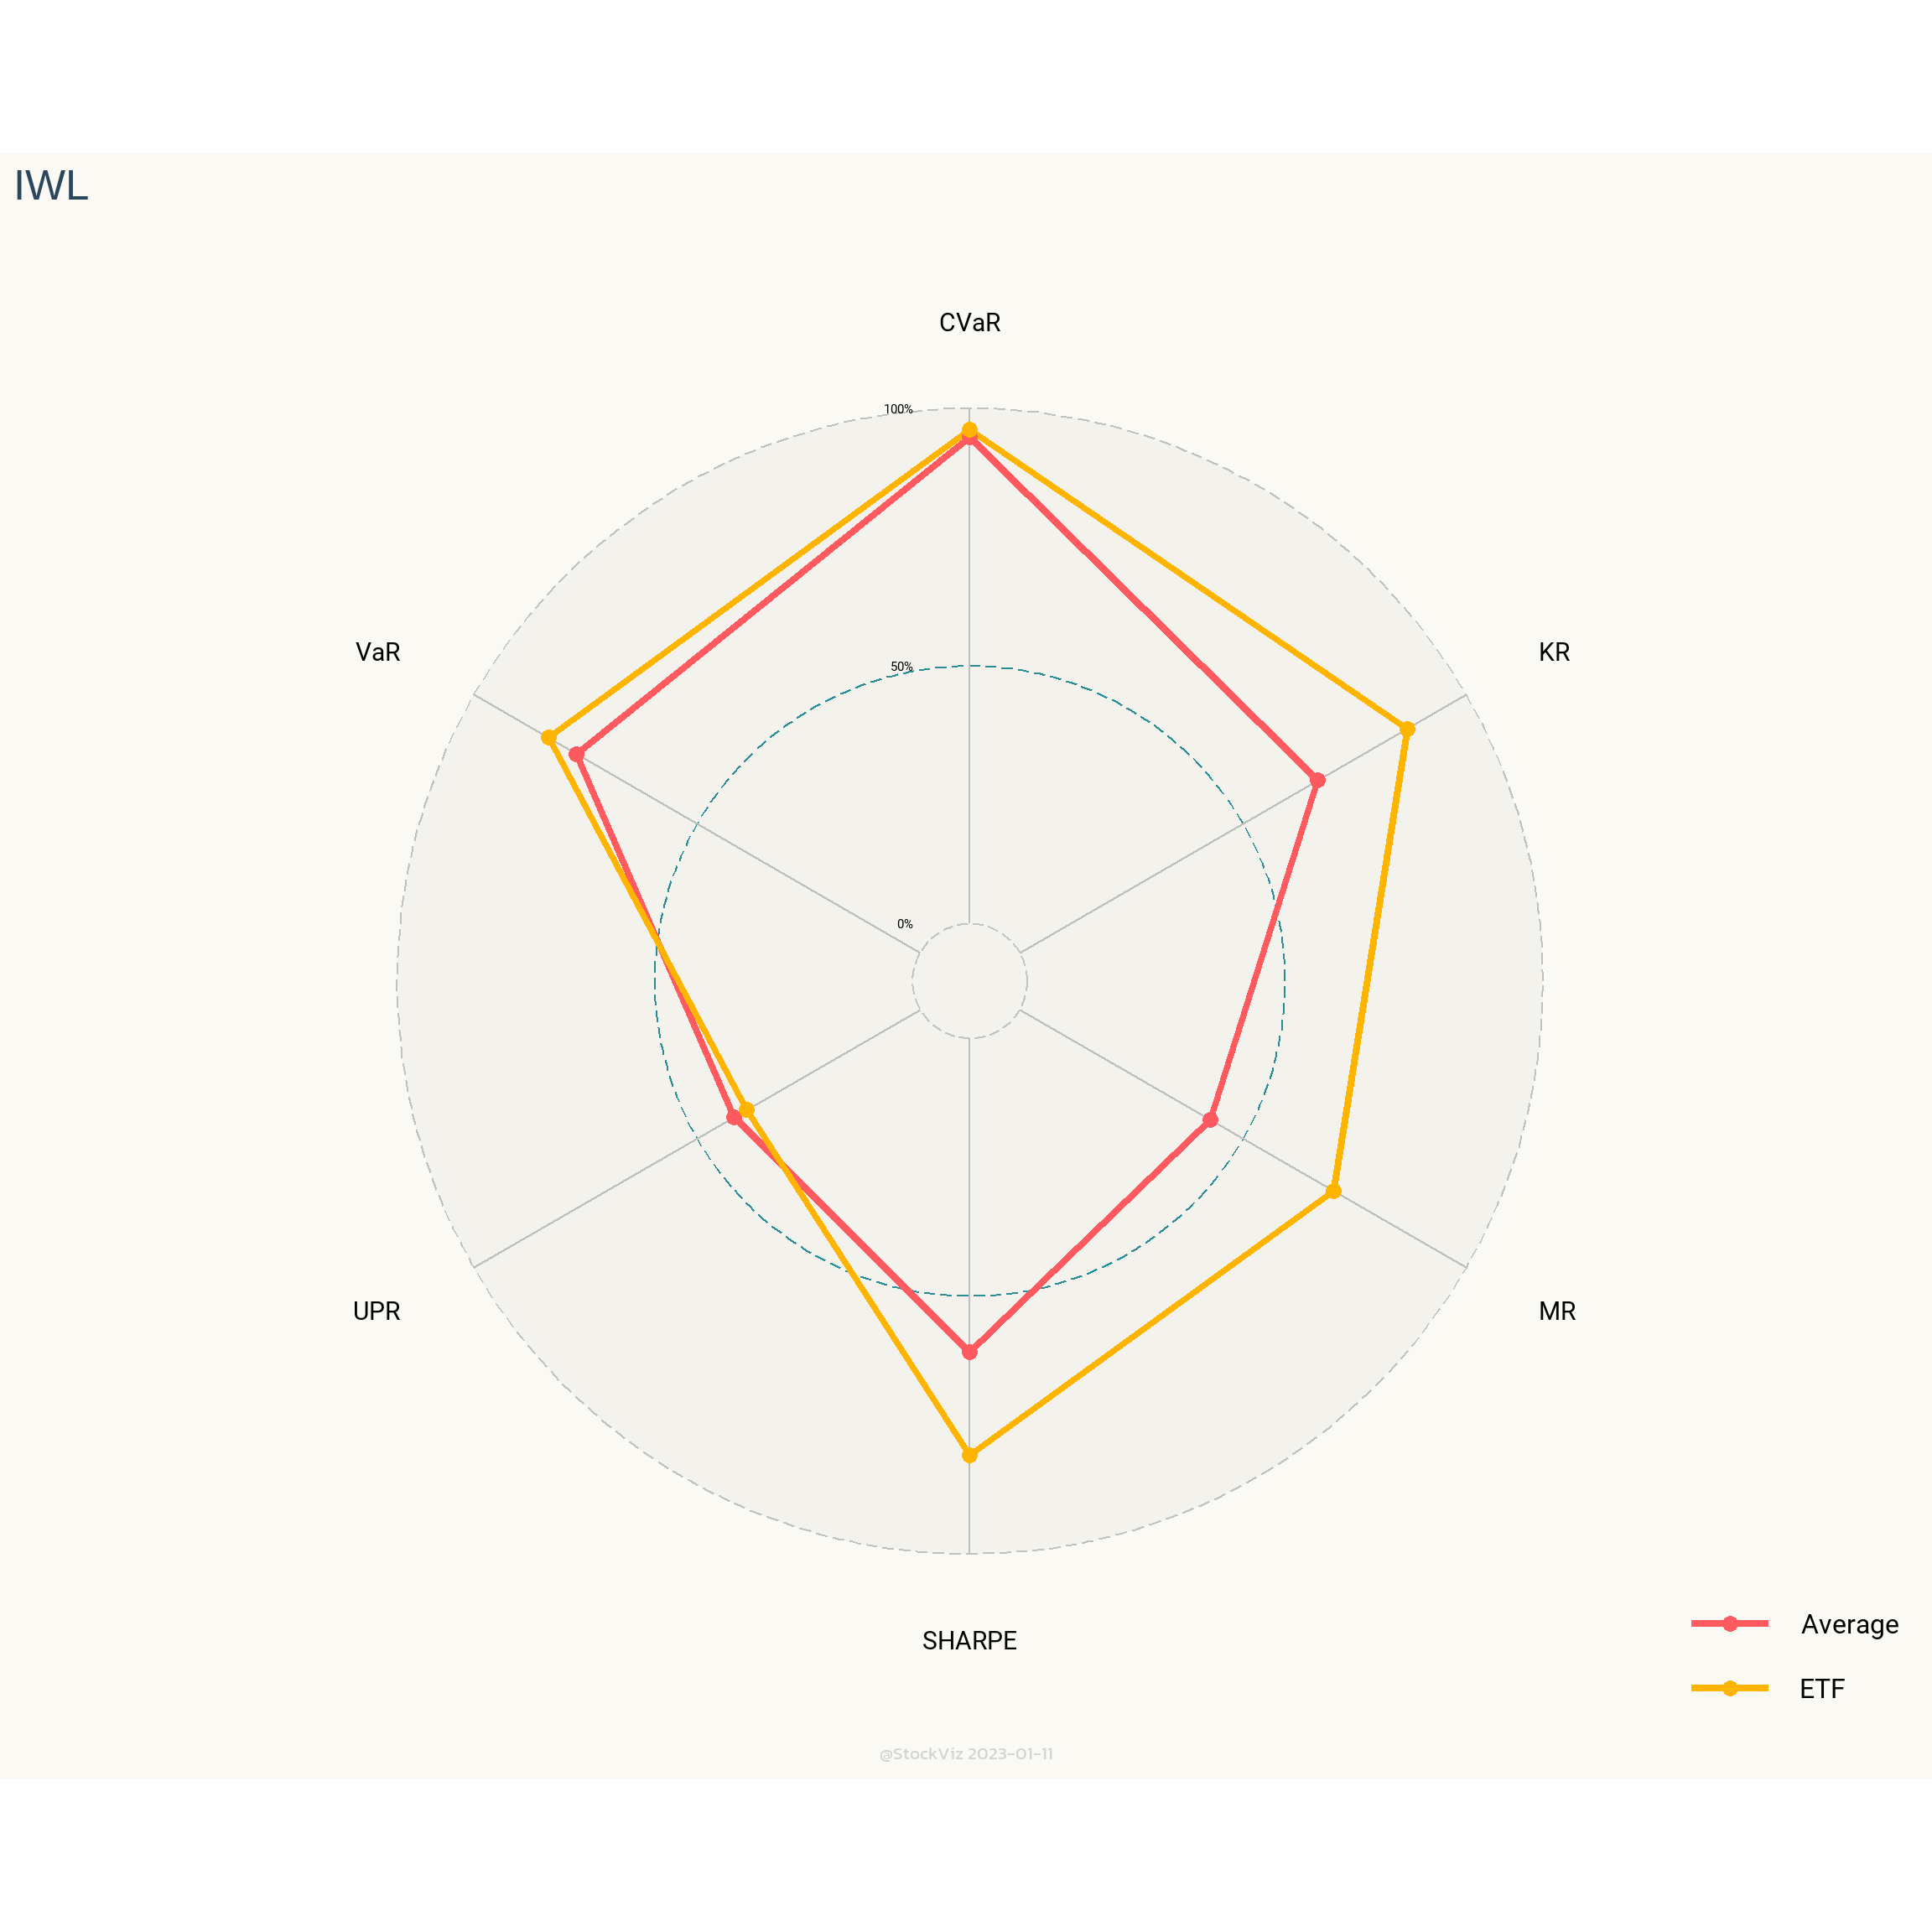 IWL
CVaR
100%
KR
VaR
50%
0%
UPR
MR
SHARPE
Average
ETF
@StockViz 2023-01-11